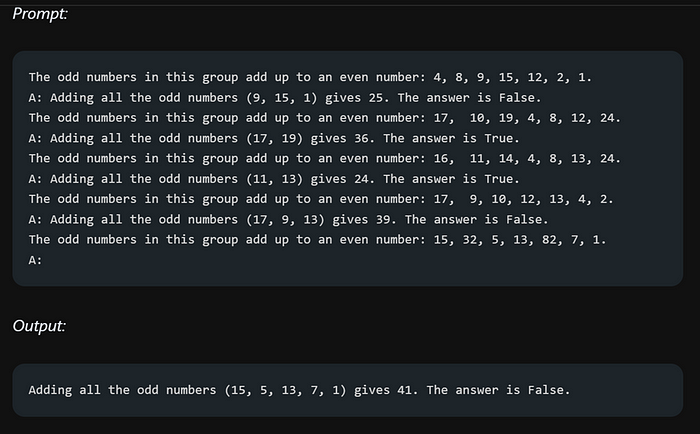 Prompt:
The odd numbers in this group add up to an even number: 4, 8, 9, 15, 12, 2, 1.
A: Adding all the odd numbers (9, 15, 1) gives 25. The answer is False.
The odd numbers in this group add up to an even number: 17,  10, 19, 4, 8, 12, 24.
A: Adding all the odd numbers (17, 19) gives 36. The answer is True.
The odd numbers in this group add up to an even number: 16,  11, 14, 4, 8, 13, 24.
A: Adding all the odd numbers (11, 13) gives 24. The answer is True.
The odd numbers in this group add up to an even number: 17,  9, 10, 12, 13, 4, 2.
A: Adding all the odd numbers (17, 9, 13) gives 39. The answer is False.
The odd numbers in this group add up to an even number: 15, 32, 5, 13, 82, 7, 1.
A:
Output:
Adding all the odd numbers (15, 5, 13, 7, 1) gives 41. The answer is False.